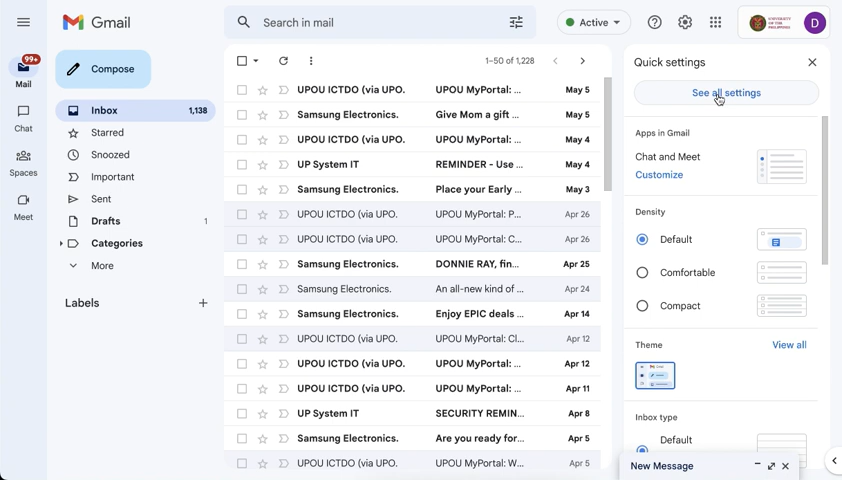 Gmail
Search in mail
Active
UNIVERSITY OF THE PHILIPPINES
D
99+
Mail
Chat
Spaces
Meet
Compose
Inbox 1,138
Starred
Snoozed
Important
Sent
Drafts 1
Categories
More
Labels
1–50 of 1,228
UPOU ICTDO (via UPO. UPOU MyPortal: ... May 5
Samsung Electronics. Give Mom a gift ... May 5
UPOU ICTDO (via UPO. UPOU MyPortal: ... May 4
UP System IT REMINDER - Use ... May 4
Samsung Electronics. Place your Early ... May 3
UPOU ICTDO (via UPO. UPOU MyPortal: P... Apr 26
UPOU ICTDO (via UPO. UPOU MyPortal: C... Apr 26
Samsung Electronics. DONNIE RAY, fin... Apr 25
Samsung Electronics. An all-new kind of ... Apr 24
Samsung Electronics. Enjoy EPIC deals ... Apr 14
UPOU ICTDO (via UPO. UPOU MyPortal: Cl... Apr 12
UPOU ICTDO (via UPO. UPOU MyPortal: ... Apr 12
UPOU ICTDO (via UPO. UPOU MyPortal: ... Apr 11
UP System IT SECURITY REMIN... Apr 8
Samsung Electronics. Are you ready for... Apr 5
UPOU ICTDO (via UPO. UPOU MyPortal: W... Apr 5
Quick settings
See all settings
Apps in Gmail
Chat and Meet
Customize
Density
Default
Comfortable
Compact
Theme View all
Inbox type
Default
New Message